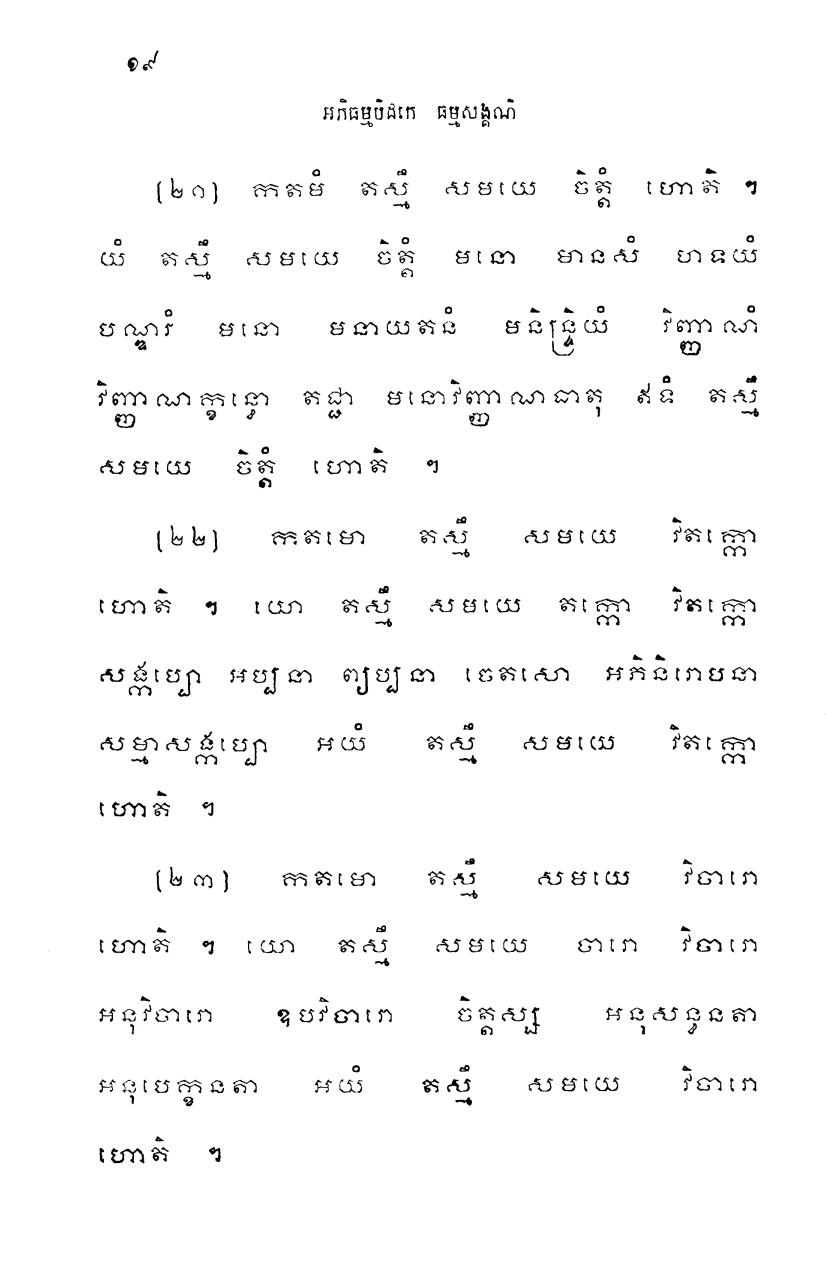 ១៩
អភិធម្មបិដកេ ធម្មសង្គណិ
(២១) កតមំ តស្មឹ សមយេ ចិត្តំ ហោតិ ។
យំ តស្មឹ សមយេ ចិត្តំ មនោ មានសំ ហទយំ
បណ្ឌរំ មនោ មនាយតនំ មនិន្ទ្រិយំ វិញ្ញាណំ
វិញ្ញាណក្ខន្ធោ តជ្ជា មនោវិញ្ញាណធាតុ ឥទំ តស្មឹ
សមយេ ចិត្តំ ហោតិ ។
(២២) កតមោ តស្មឹ សមយេ វិតក្កោ
ហោតិ ។ យោ តស្មឹ សមយេ តក្កោ វិតក្កោ
សង្កប្បោ អប្បនា ព្យប្បនា ចេតសោ អភិនិរោបនា
សម្មាសង្កប្បោ អយំ តស្មឹ សមយេ វិតក្កោ
ហោតិ ។
(២៣) កតមោ តស្មឹ សមយេ វិចារោ
ហោតិ ។ យោ តស្មឹ សមយេ ចារោ វិចារោ
អនុវិចារោ ឧបវិចារោ ចិត្តស្ស អនុសន្ធនតា
អនុបេក្ខនតា អយំ តស្មឹ សមយេ វិចារោ
ហោតិ ។